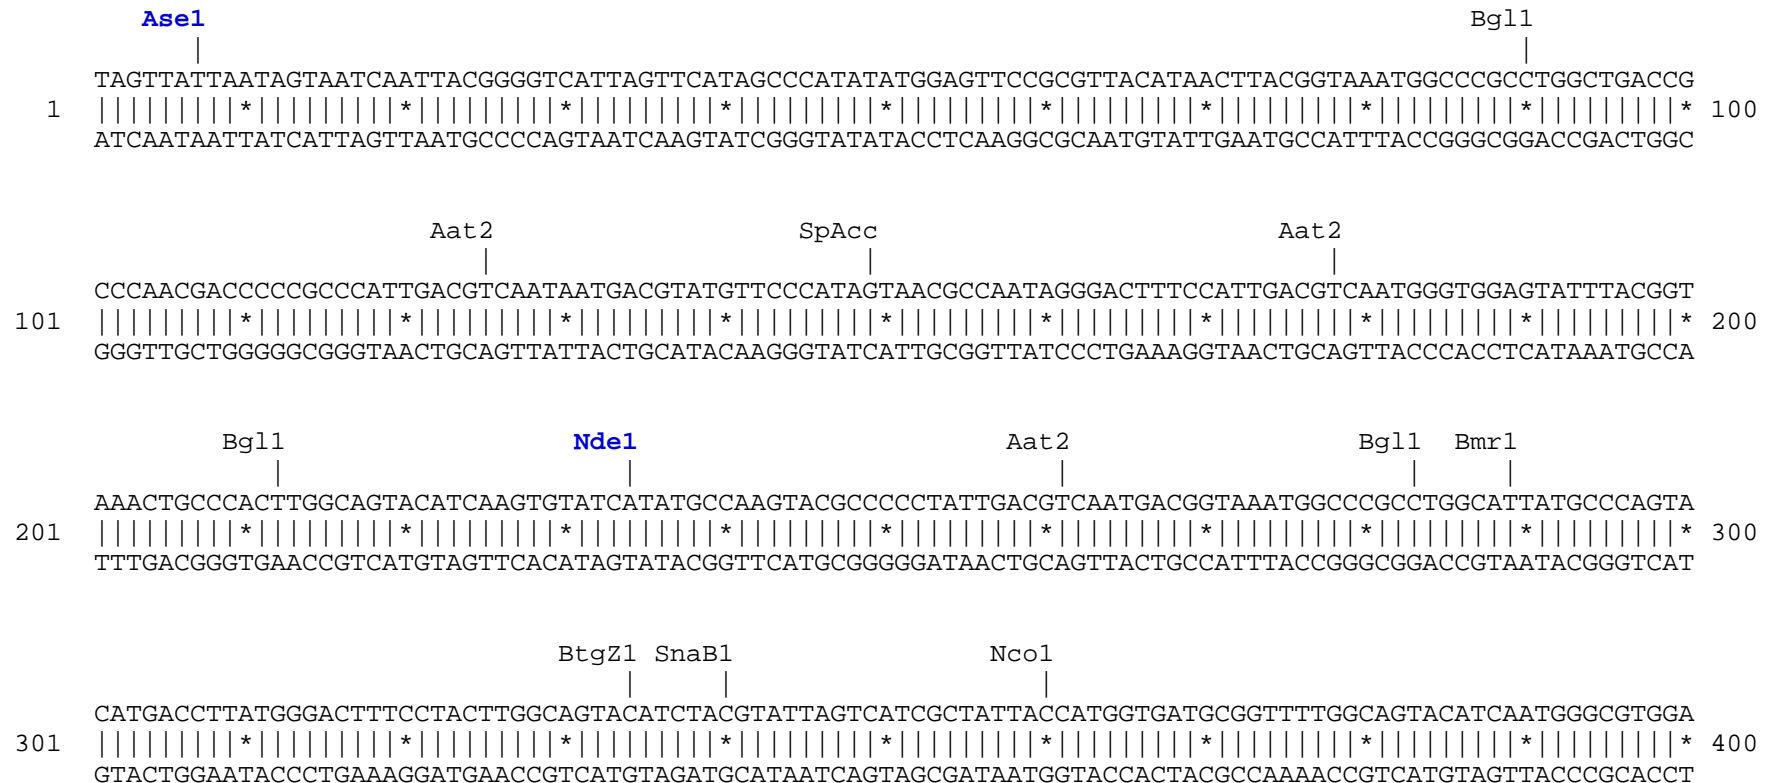 Ase1 Bgl1
| |
TAGTTATTAATAGTAATCAATTACGGGGTCATTAGTTCATAGCCCATATATGGAGTTCCGCGTTACATAACTTACGGTAAATGGCCCGCCTGGCTGACCG
1 |||||||||*|||||||||*|||||||||*|||||||||*|||||||||*|||||||||*|||||||||*|||||||||*|||||||||*|||||||||* 100
ATCAATAATTATCATTAGTTAATGCCCCAGTAATCAAGTATCGGGTATATACCTCAAGGCGCAATGTATTGAATGCCATTTACCGGGCGGACCGACTGGC
Aat2 SpAcc Aat2
| | |
CCCAACGACCCCCGCCCATTGACGTCAATAATGACGTATGTTCCCATAGTAACGCCAATAGGGACTTTCCATTGACGTCAATGGGTGGAGTATTTACGGT
101 |||||||||*|||||||||*|||||||||*|||||||||*|||||||||*|||||||||*|||||||||*|||||||||*|||||||||*|||||||||* 200
GGGTTGCTGGGGGCGGGTAACTGCAGTTATTACTGCATACAAGGGTATCATTGCGGTTATCCCTGAAAGGTAACTGCAGTTACCCACCTCATAAATGCCA
Bgl1 Nde1 Aat2 Bgl1 Bmr1
| | | | |
AAACTGCCCACTTGGCAGTACATCAAGTGTATCATATGCCAAGTACGCCCCCTATTGACGTCAATGACGGTAAATGGCCCGCCTGGCATTATGCCCAGTA
201 |||||||||*|||||||||*|||||||||*|||||||||*|||||||||*|||||||||*|||||||||*|||||||||*|||||||||*|||||||||* 300
TTTGACGGGTGAACCGTCATGTAGTTCACATAGTATACGGTTCATGCGGGGGATAACTGCAGTTACTGCCATTTACCGGGCGGACCGTAATACGGGTCAT
BtgZ1 SnaB1 Nco1
| | |
CATGACCTTATGGGACTTTCCTACTTGGCAGTACATCTACGTATTAGTCATCGCTATTACCATGGTGATGCGGTTTTGGCAGTACATCAATGGGCGTGGA
301 |||||||||*|||||||||*|||||||||*|||||||||*|||||||||*|||||||||*|||||||||*|||||||||*|||||||||*|||||||||* 400
GTACTGGAATACCCTGAAAGGATGAACCGTCATGTAGATGCATAATCAGTAGCGATAATGGTACCACTACGCCAAAACCGTCATGTAGTTACCCGCACCT